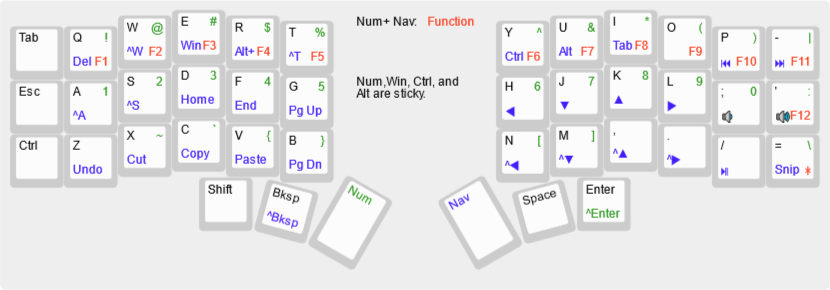 Num+ Nav: Function
Num,Win, Ctrl, and
Alt are sticky.
Tab
Q !
Del F1
W @
^W F2
E #
Win F3
R $
Alt+ F4
T %
^T F5
Y ^
Ctrl F6
U &
Alt F7
I *
Tab F8
O (
F9
P )
⏮ F10
- |
⏭ F11
Esc
A 1
^A
S 2
^S
D 3
Home
F 4
End
G 5
Pg Up
H 6
◀
J 7
▼
K 8
▲
L 9
▶
; 0
🔈
' :
🔊 F12
Ctrl
Z
Undo
X ~
Cut
C `
Copy
V {
Paste
B }
Pg Dn
N [
^◀
M ]
^▼
,
^▲
.
^▶
/
⏯
= \
Snip *
Shift
Bksp
^Bksp
Num
Nav
Space
Enter
^Enter